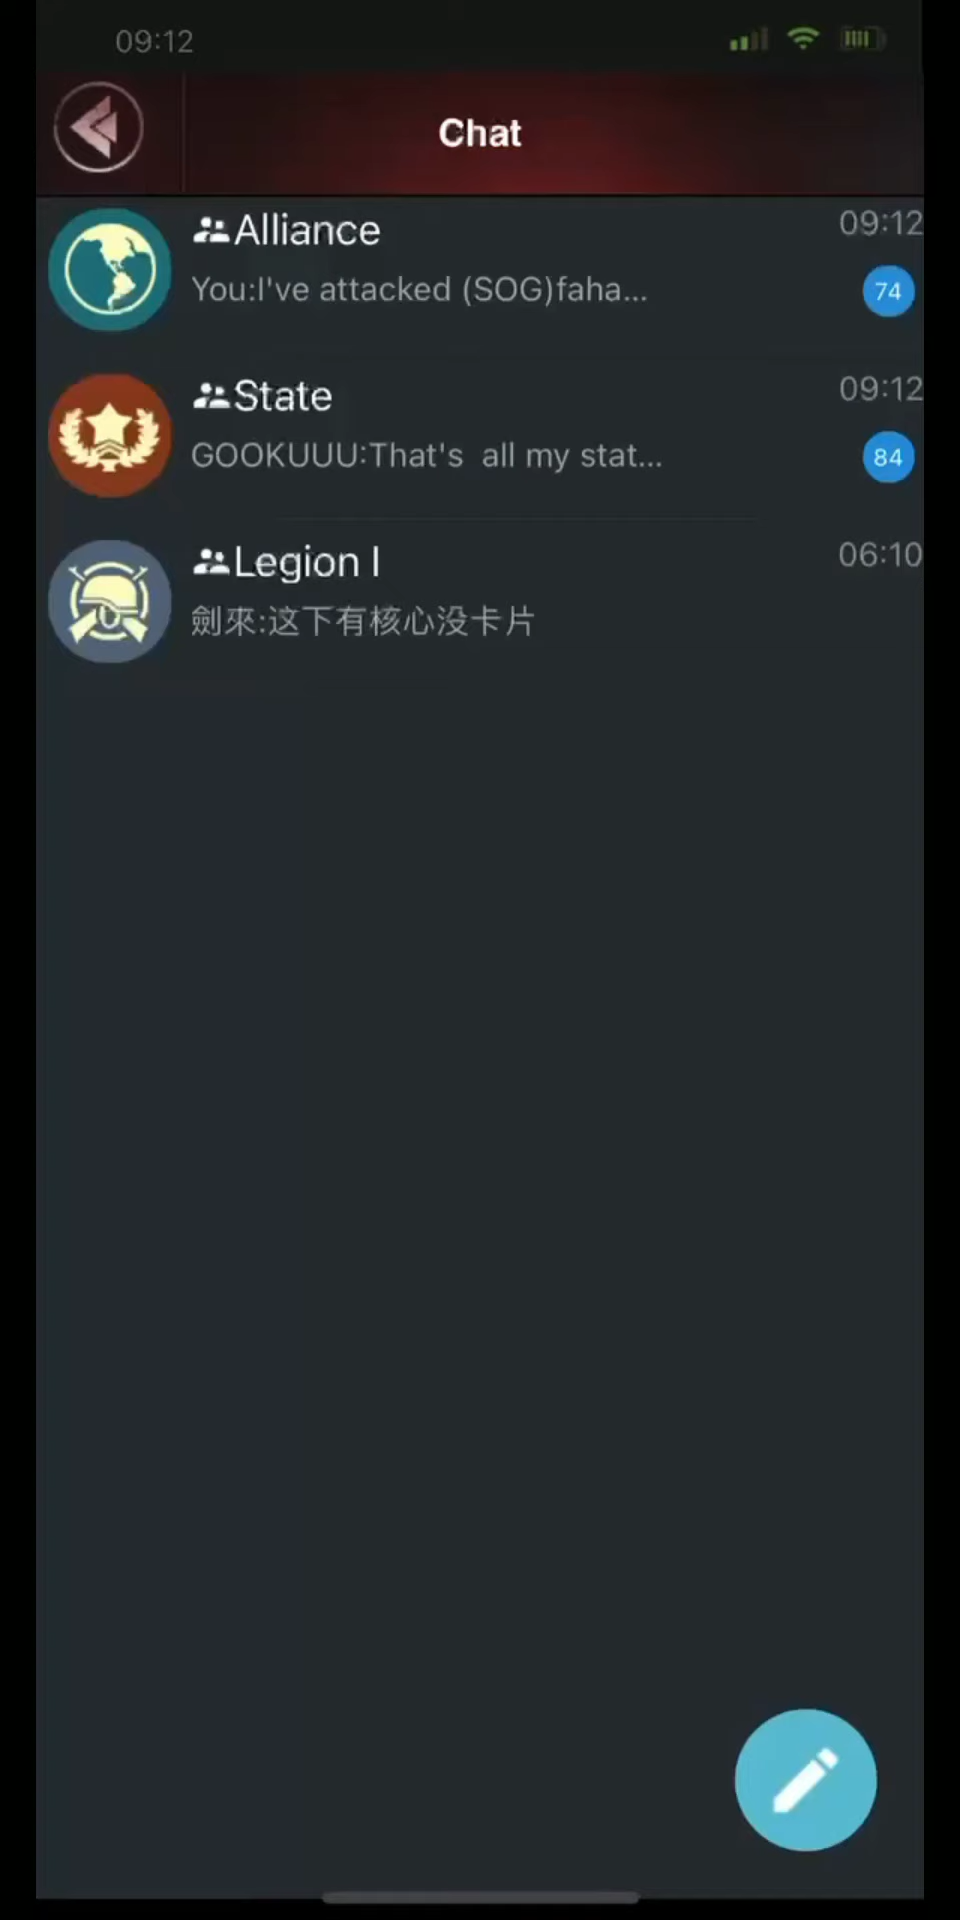 09:12
Chat
Alliance
09:12
You:I've attacked (SOG)faha...
74
State
09:12
GOOKUUU:That's  all my stat...
84
Legion I
06:10
劍來:这下有核心没卡片